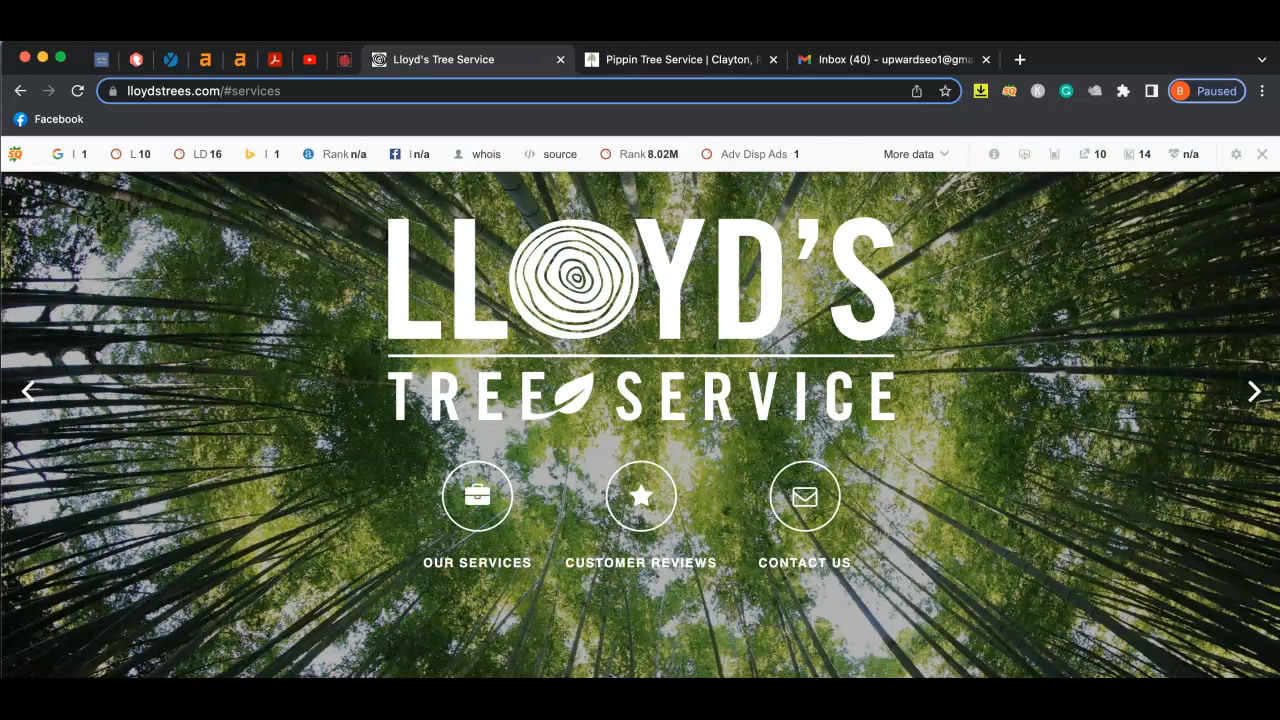 Lloyd's Tree Service
Pippin Tree Service | Clayton,
Inbox (40) - upwardseo1@gma
lloydstrees.com/#services
B Paused
Facebook
SQ I 1 L 10 LD 16 I 1 Rank n/a I n/a whois source Rank 8.02M Adv Disp Ads 1 More data 10 14 n/a
LLOYD'S
TREE SERVICE
OUR SERVICES
CUSTOMER REVIEWS
CONTACT US